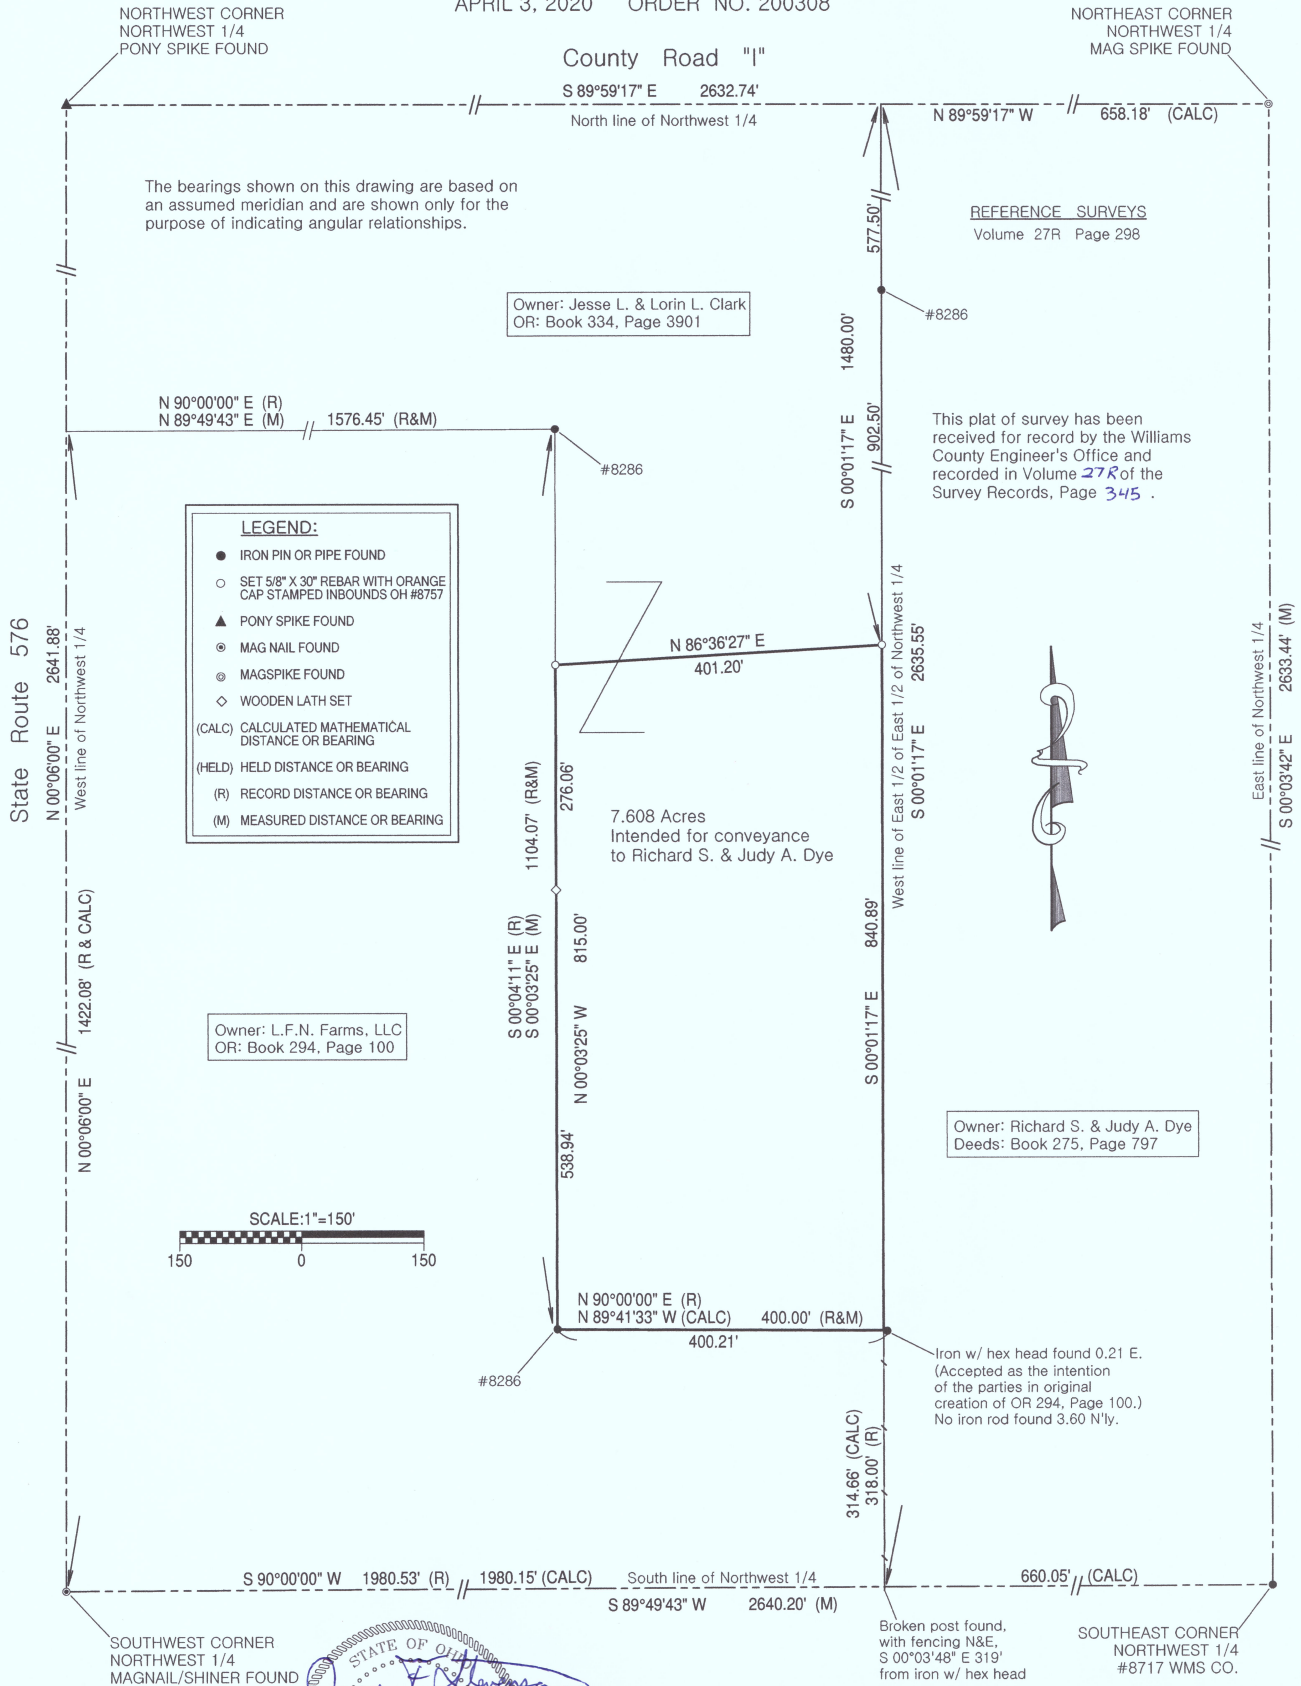 APRIL 3, 2020 ORDER NO. 200308
NORTHWEST CORNER
NORTHWEST 1/4
PONY SPIKE FOUND
NORTHEAST CORNER
NORTHWEST 1/4
MAG SPIKE FOUND
County Road "I"
S 89°59'17" E 2632.74'
North line of Northwest 1/4
N 89°59'17" W 658.18' (CALC)
The bearings shown on this drawing are based on
an assumed meridian and are shown only for the
purpose of indicating angular relationships.
REFERENCE SURVEYS
Volume 27R Page 298
577.50'
Owner: Jesse L. & Lorin L. Clark
OR: Book 334, Page 3901
#8286
S 00°01'17" E 1480.00'
902.50'
N 90°00'00" E (R)
N 89°49'43" E (M) 1576.45' (R&M)
#8286
This plat of survey has been
received for record by the Williams
County Engineer's Office and
recorded in Volume 27R of the
Survey Records, Page 345 .
LEGEND:
IRON PIN OR PIPE FOUND
SET 5/8" X 30" REBAR WITH ORANGE
CAP STAMPED INBOUNDS OH #8757
PONY SPIKE FOUND
MAG NAIL FOUND
MAGSPIKE FOUND
WOODEN LATH SET
(CALC) CALCULATED MATHEMATICAL
DISTANCE OR BEARING
(HELD) HELD DISTANCE OR BEARING
(R) RECORD DISTANCE OR BEARING
(M) MEASURED DISTANCE OR BEARING
State Route 576
N 00°06'00" E 2641.88'
West line of Northwest 1/4
N 00°06'00" E 1422.08' (R & CALC)
N 86°36'27" E
401.20'
West line of East 1/2 of East 1/2 of Northwest 1/4
S 00°01'17" E 2635.55'
East line of Northwest 1/4
S 00°03'42" E 2633.44' (M)
1104.07' (R&M)
S 00°04'11" E (R)
S 00°03'25" E (M)
276.06'
7.608 Acres
Intended for conveyance
to Richard S. & Judy A. Dye
N 00°03'25" W 815.00'
538.94'
S 00°01'17" E 840.89'
Owner: L.F.N. Farms, LLC
OR: Book 294, Page 100
Owner: Richard S. & Judy A. Dye
Deeds: Book 275, Page 797
SCALE:1"=150'
150 0 150
N 90°00'00" E (R)
N 89°41'33" W (CALC) 400.00' (R&M)
400.21'
#8286
Iron w/ hex head found 0.21 E.
(Accepted as the intention
of the parties in original
creation of OR 294, Page 100.)
No iron rod found 3.60 N'ly.
314.66' (CALC)
318.00' (R)
S 90°00'00" W 1980.53' (R) 1980.15' (CALC)
South line of Northwest 1/4
S 89°49'43" W 2640.20' (M)
660.05' (CALC)
SOUTHWEST CORNER
NORTHWEST 1/4
MAGNAIL/SHINER FOUND
STATE OF OHIO
Broken post found,
with fencing N&E,
S 00°03'48" E 319'
from iron w/ hex head
SOUTHEAST CORNER
NORTHWEST 1/4
#8717 WMS CO.